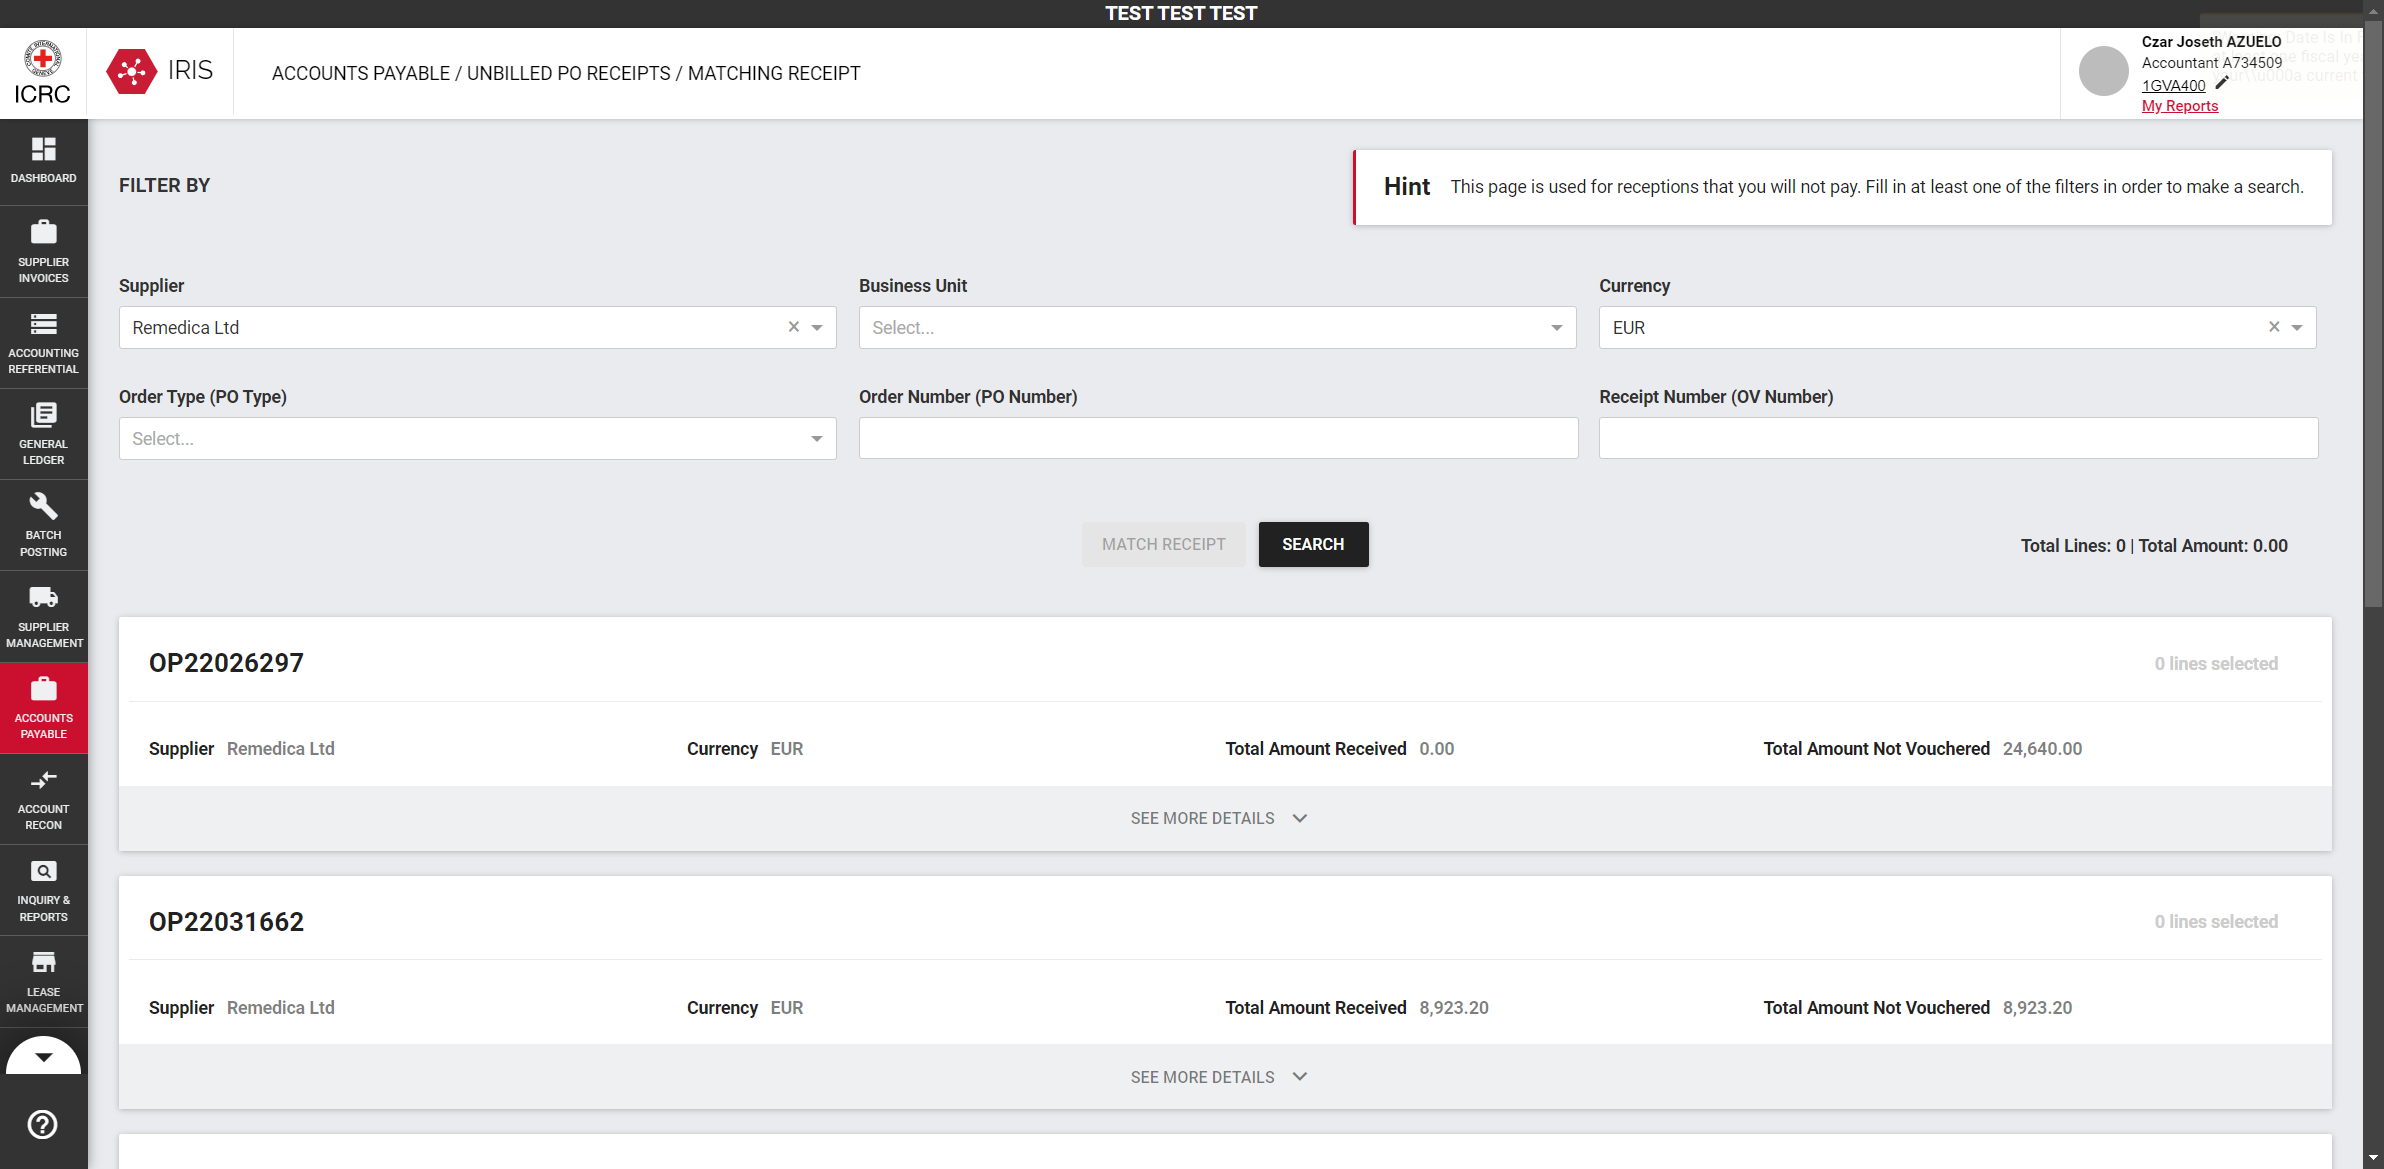 TEST TEST TEST
ICRC
IRIS
ACCOUNTS PAYABLE / UNBILLED PO RECEIPTS / MATCHING RECEIPT
Czar Joseth AZUELO
Accountant A734509
1GVA400
My Reports
DASHBOARD
SUPPLIER
INVOICES
ACCOUNTING
REFERENTIAL
GENERAL
LEDGER
BATCH
POSTING
SUPPLIER
MANAGEMENT
ACCOUNTS
PAYABLE
ACCOUNT
RECON
INQUIRY &
REPORTS
LEASE
MANAGEMENT
FILTER BY
Hint This page is used for receptions that you will not pay. Fill in at least one of the filters in order to make a search.
Supplier Business Unit Currency
Remedica Ltd Select... EUR
Order Type (PO Type) Order Number (PO Number) Receipt Number (OV Number)
Select...
MATCH RECEIPT SEARCH Total Lines: 0 | Total Amount: 0.00
OP22026297 0 lines selected
Supplier Remedica Ltd Currency EUR Total Amount Received 0.00 Total Amount Not Vouchered 24,640.00
SEE MORE DETAILS
OP22031662 0 lines selected
Supplier Remedica Ltd Currency EUR Total Amount Received 8,923.20 Total Amount Not Vouchered 8,923.20
SEE MORE DETAILS